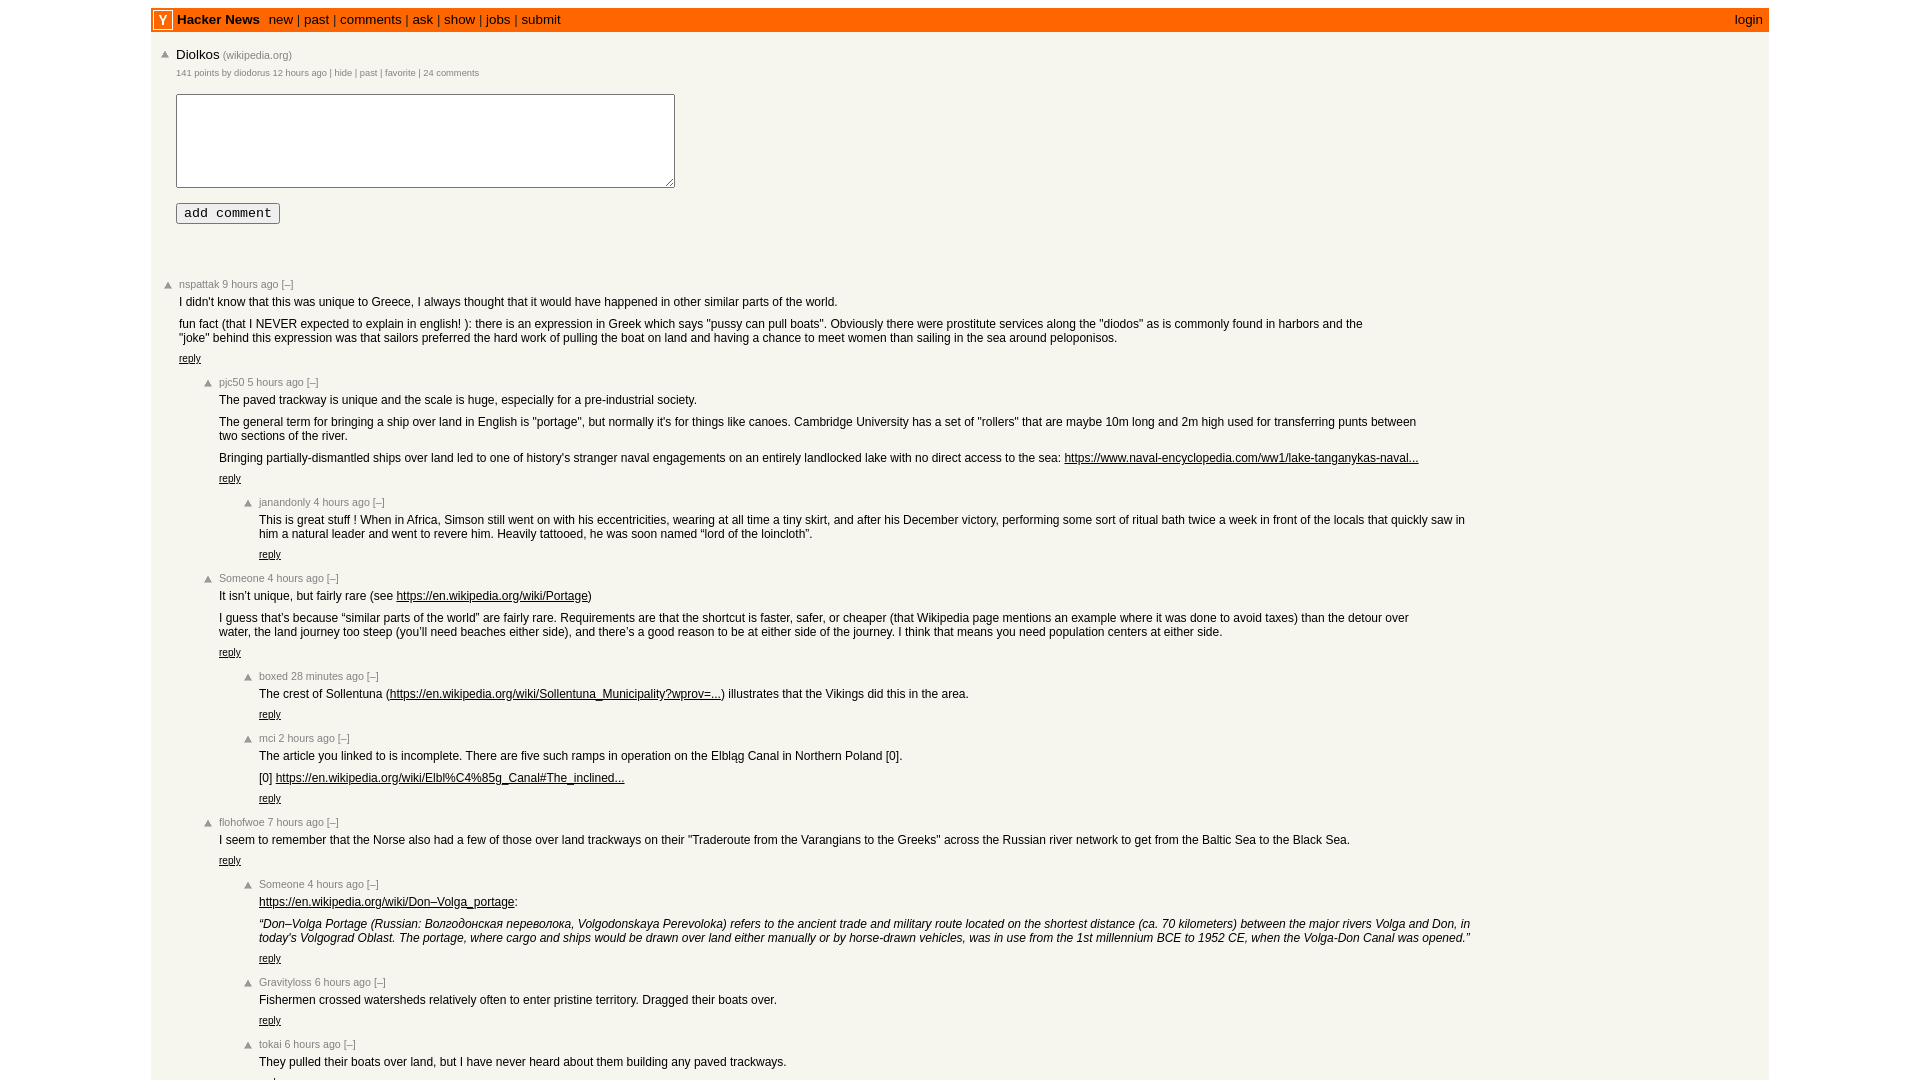 Y Hacker News new | past | comments | ask | show | jobs | submit login
Diolkos (wikipedia.org)
141 points by diodorus 12 hours ago | hide | past | favorite | 24 comments
add comment
nspattak 9 hours ago [–]
I didn't know that this was unique to Greece, I always thought that it would have happened in other similar parts of the world.
fun fact (that I NEVER expected to explain in english! ): there is an expression in Greek which says "pussy can pull boats". Obviously there were prostitute services along the "diodos" as is commonly found in harbors and the
"joke" behind this expression was that sailors preferred the hard work of pulling the boat on land and having a chance to meet women than sailing in the sea around peloponisos.
reply
pjc50 5 hours ago [–]
The paved trackway is unique and the scale is huge, especially for a pre-industrial society.
The general term for bringing a ship over land in English is "portage", but normally it's for things like canoes. Cambridge University has a set of "rollers" that are maybe 10m long and 2m high used for transferring punts between
two sections of the river.
Bringing partially-dismantled ships over land led to one of history's stranger naval engagements on an entirely landlocked lake with no direct access to the sea: https://www.naval-encyclopedia.com/ww1/lake-tanganykas-naval...
reply
janandonly 4 hours ago [–]
This is great stuff ! When in Africa, Simson still went on with his eccentricities, wearing at all time a tiny skirt, and after his December victory, performing some sort of ritual bath twice a week in front of the locals that quickly saw in
him a natural leader and went to revere him. Heavily tattooed, he was soon named “lord of the loincloth”.
reply
Someone 4 hours ago [–]
It isn’t unique, but fairly rare (see https://en.wikipedia.org/wiki/Portage)
I guess that’s because “similar parts of the world” are fairly rare. Requirements are that the shortcut is faster, safer, or cheaper (that Wikipedia page mentions an example where it was done to avoid taxes) than the detour over
water, the land journey too steep (you’ll need beaches either side), and there’s a good reason to be at either side of the journey. I think that means you need population centers at either side.
reply
boxed 28 minutes ago [–]
The crest of Sollentuna (https://en.wikipedia.org/wiki/Sollentuna_Municipality?wprov=...) illustrates that the Vikings did this in the area.
reply
mci 2 hours ago [–]
The article you linked to is incomplete. There are five such ramps in operation on the Elbląg Canal in Northern Poland [0].
[0] https://en.wikipedia.org/wiki/Elbl%C4%85g_Canal#The_inclined...
reply
flohofwoe 7 hours ago [–]
I seem to remember that the Norse also had a few of those over land trackways on their "Traderoute from the Varangians to the Greeks" across the Russian river network to get from the Baltic Sea to the Black Sea.
reply
Someone 4 hours ago [–]
https://en.wikipedia.org/wiki/Don–Volga_portage:
“Don–Volga Portage (Russian: Волгодонская переволока, Volgodonskaya Perevoloka) refers to the ancient trade and military route located on the shortest distance (ca. 70 kilometers) between the major rivers Volga and Don, in
today's Volgograd Oblast. The portage, where cargo and ships would be drawn over land either manually or by horse-drawn vehicles, was in use from the 1st millennium BCE to 1952 CE, when the Volga-Don Canal was opened.”
reply
Gravityloss 6 hours ago [–]
Fishermen crossed watersheds relatively often to enter pristine territory. Dragged their boats over.
reply
tokai 6 hours ago [–]
They pulled their boats over land, but I have never heard about them building any paved trackways.